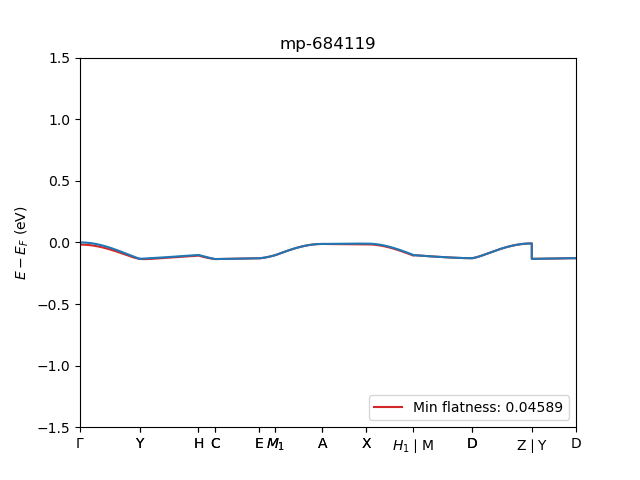 mp-684119
1.5
1.0
0.5
0.0
−0.5
−1.0
−1.5
E − E_F (eV)
Min flatness: 0.04589
Γ Y H C E M_1 A X H_1 | M D Z | Y D